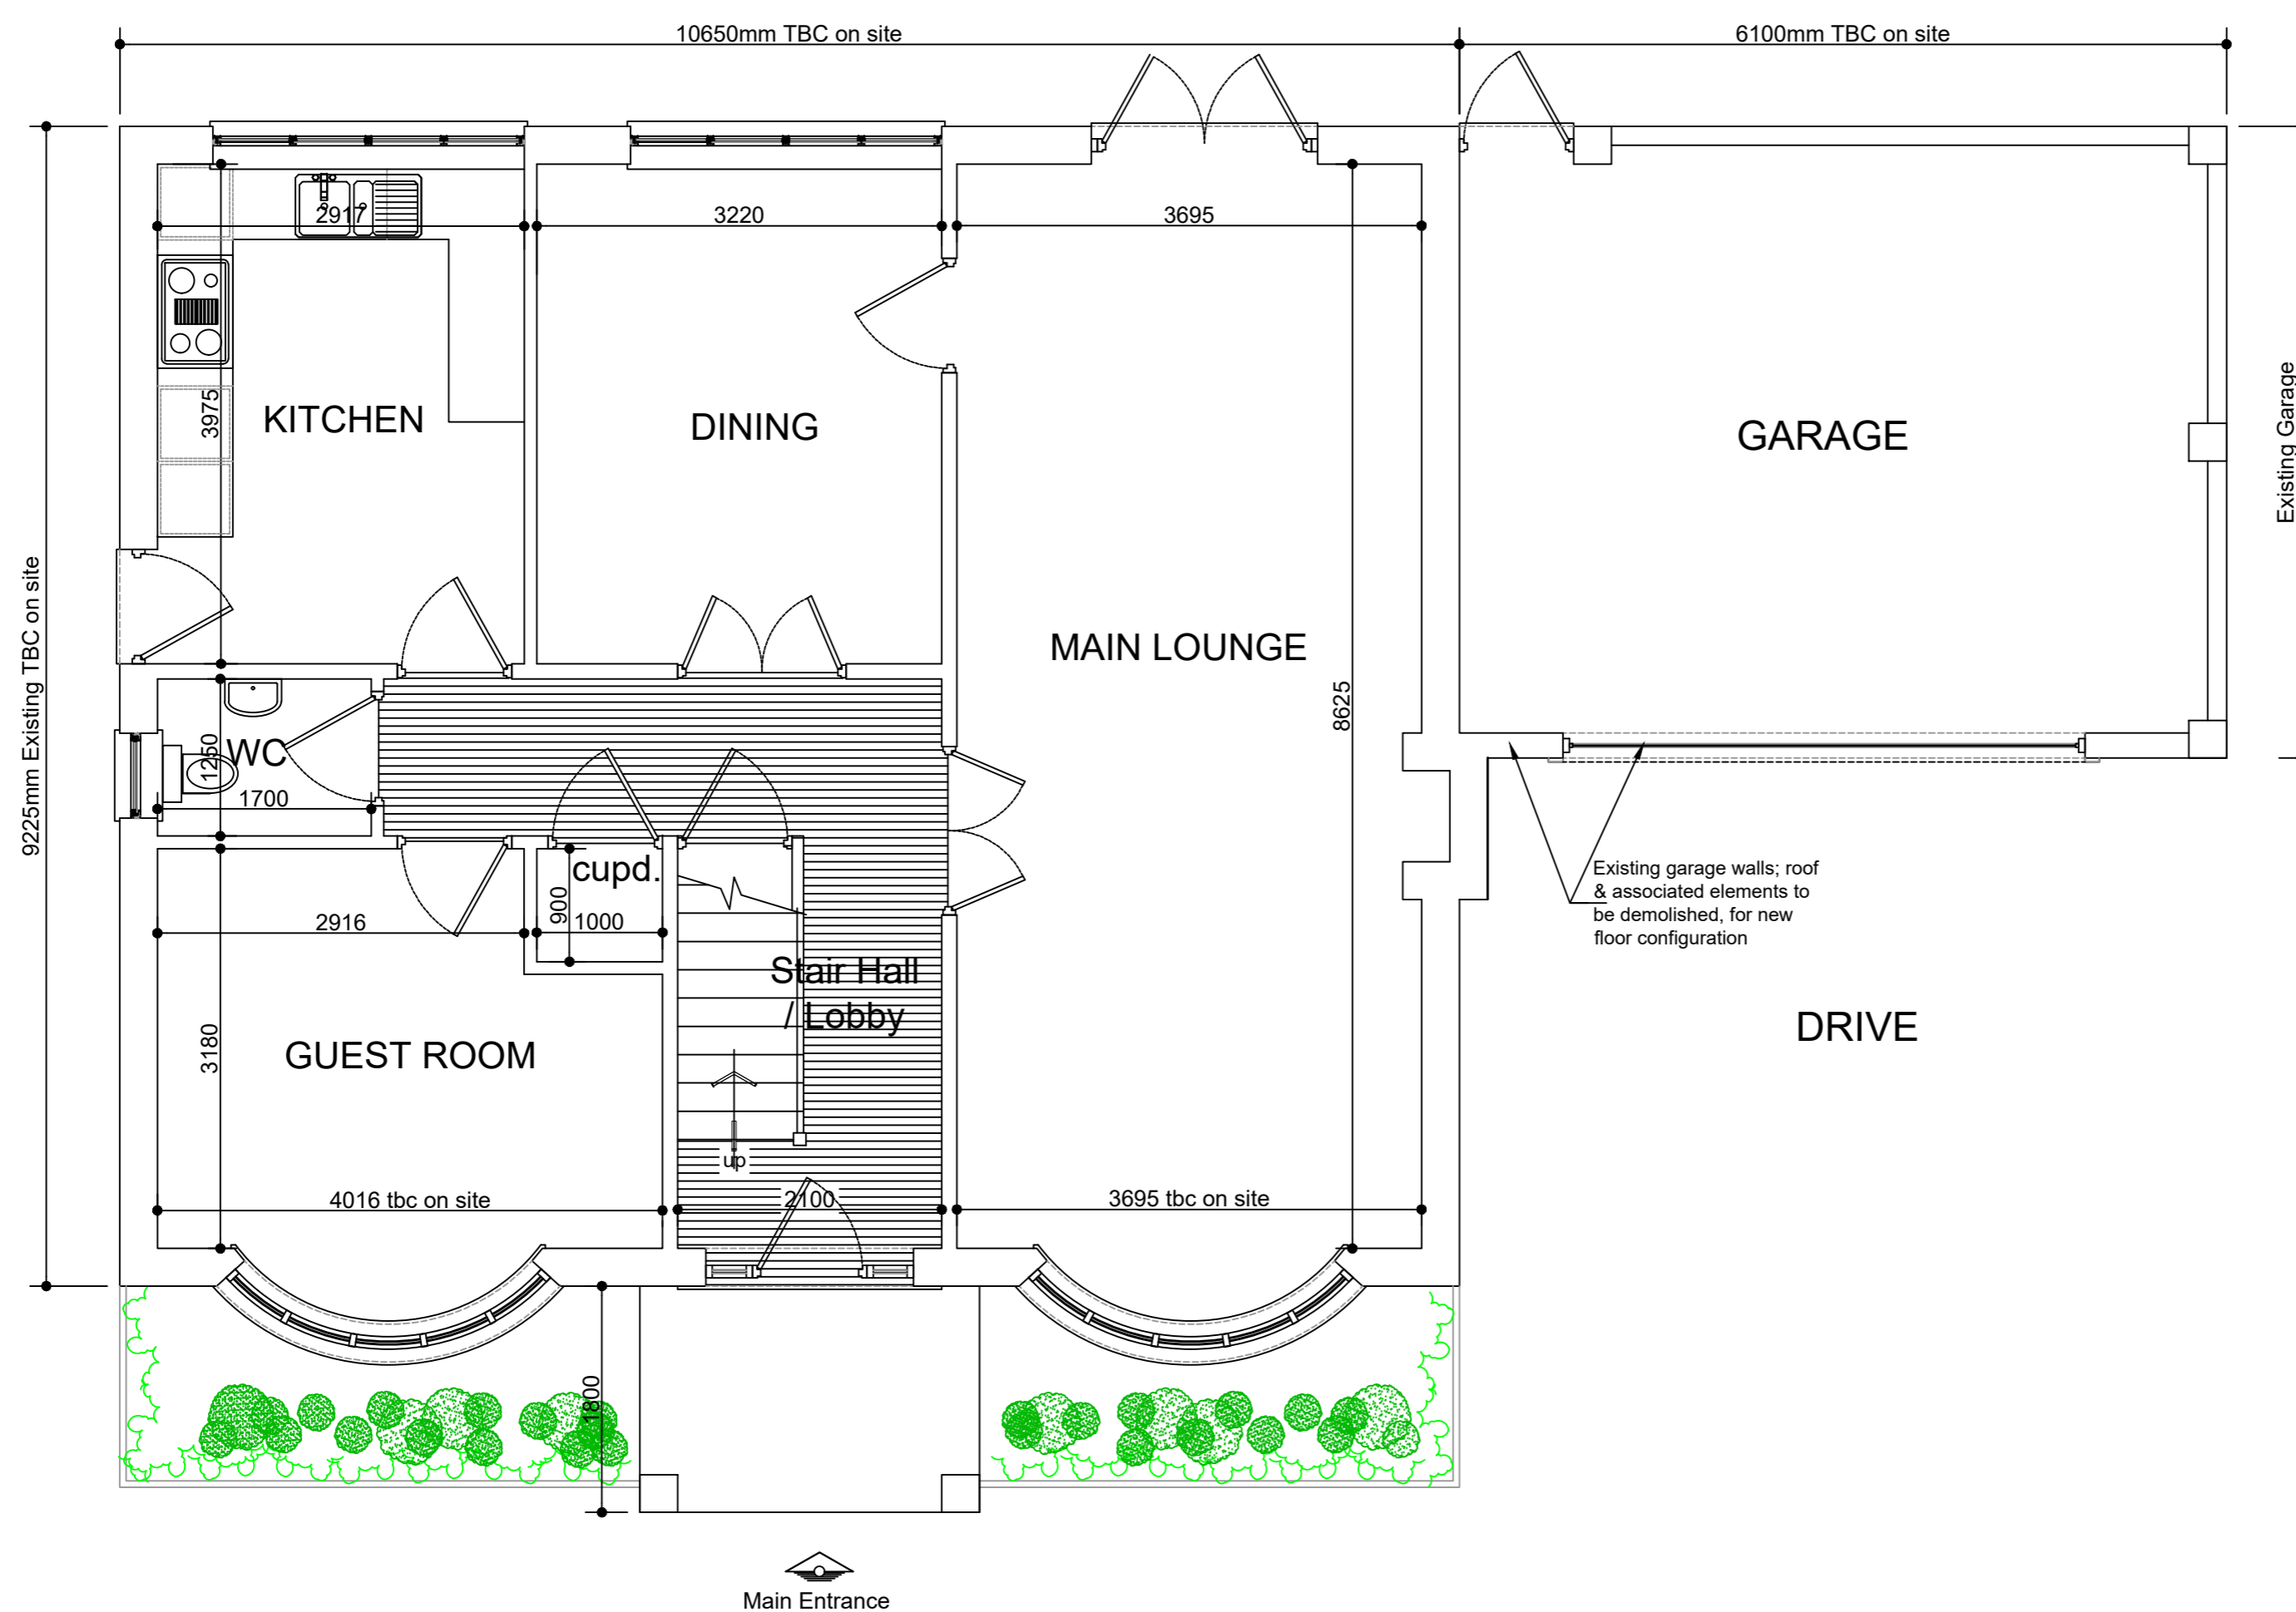 10650mm TBC on site
6100mm TBC on site
2917
3220
3695
3975
KITCHEN
DINING
GARAGE
Existing Garage
MAIN LOUNGE
8625
9225mm Existing TBC on site
WC
1250
1700
cupd.
900
1000
2916
Existing garage walls; roof
& associated elements to
be demolished, for new
floor configuration
Stair Hall
/ Lobby
DRIVE
GUEST ROOM
3180
up
4016 tbc on site
2100
3695 tbc on site
1800
Main Entrance